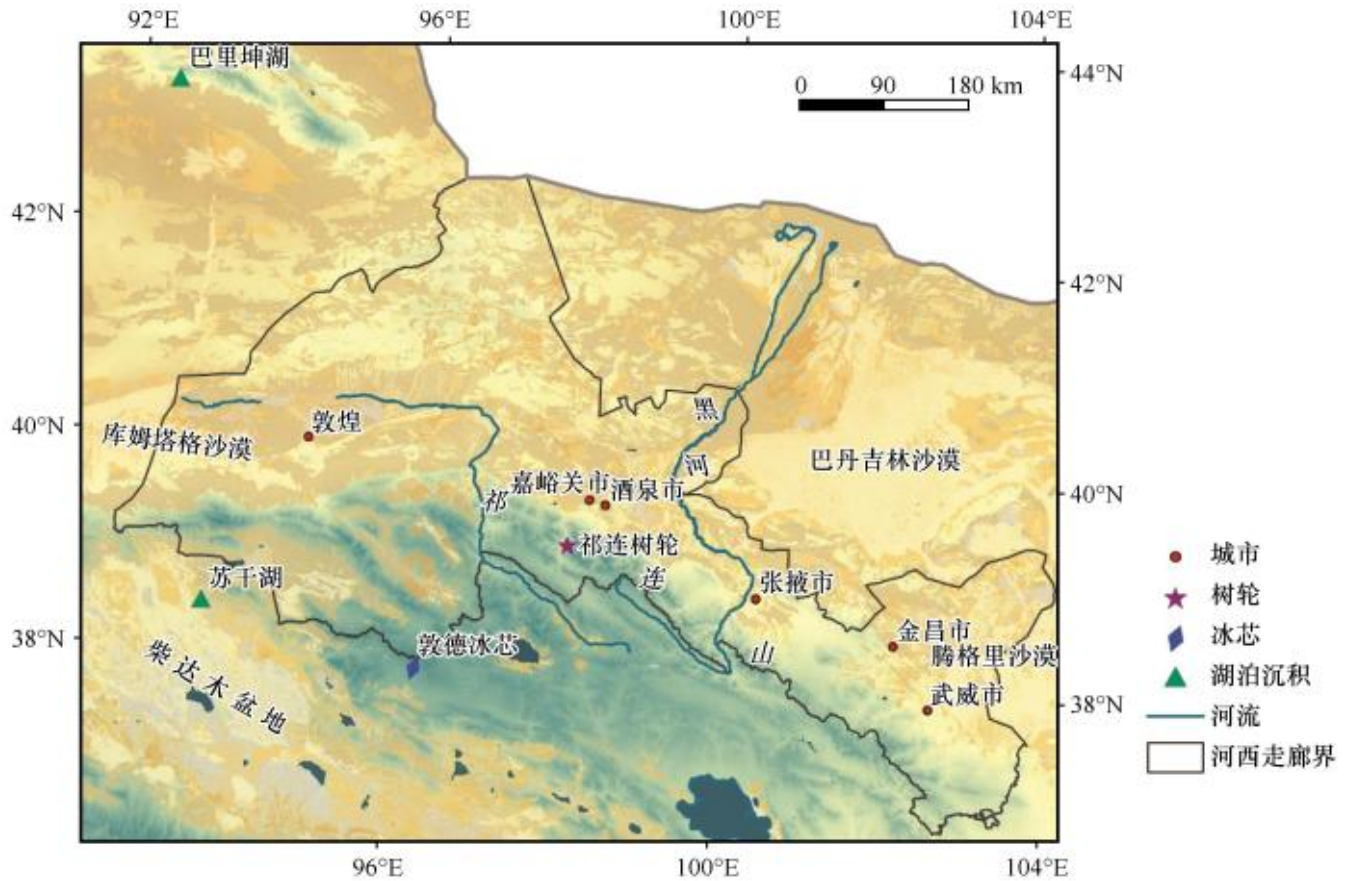 92°E 96°E 100°E 104°E
巴里坤湖
44°N
0 90 180 km
42°N
42°N
黑
敦煌
40°N
库姆塔格沙漠
河
巴丹吉林沙漠
嘉峪关市
酒泉市
祁
40°N
祁连树轮
城市
苏干湖
连
张掖市
树轮
38°N
金昌市
敦德冰芯
山
腾格里沙漠
冰芯
柴达木盆地
湖泊沉积
武威市
38°N
河流
河西走廊界
96°E 100°E 104°E